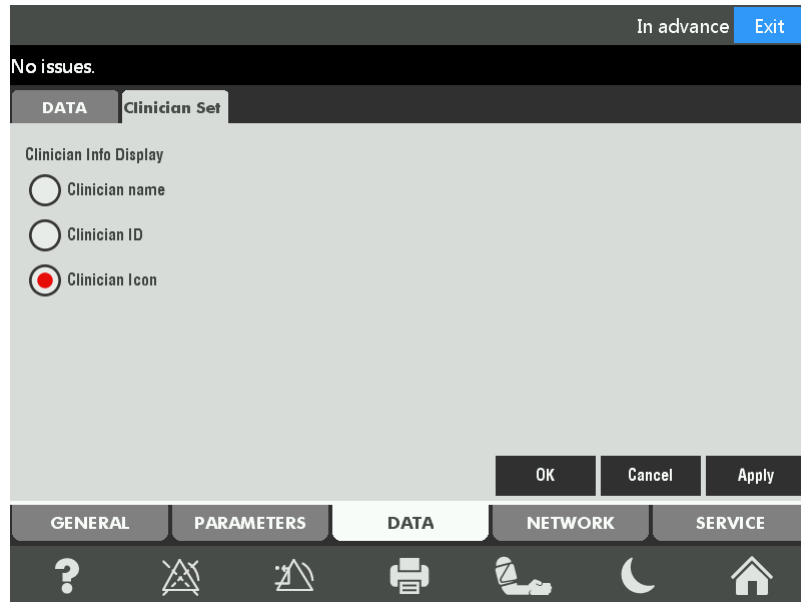 In advance Exit
No issues.
DATA Clinician Set
Clinician Info Display
Clinician name
Clinician ID
Clinician Icon
OK Cancel Apply
GENERAL PARAMETERS DATA NETWORK SERVICE
?